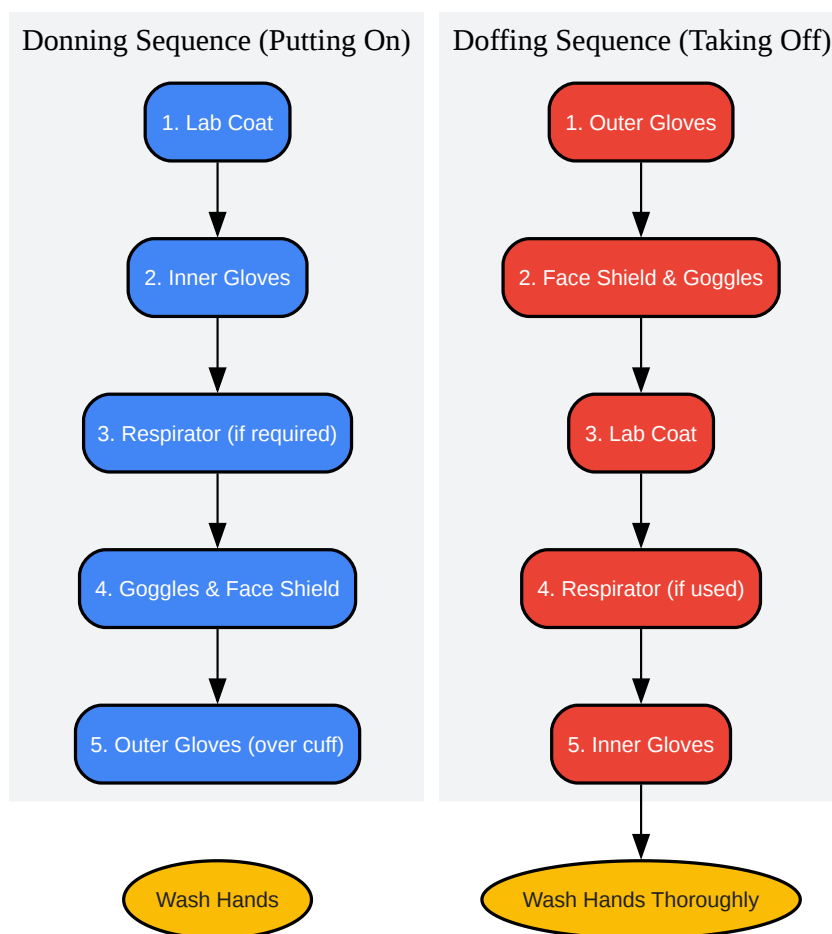 Donning Sequence (Putting On)
1. Lab Coat
2. Inner Gloves
3. Respirator (if required)
4. Goggles & Face Shield
5. Outer Gloves (over cuff)
Wash Hands
Doffing Sequence (Taking Off)
1. Outer Gloves
2. Face Shield & Goggles
3. Lab Coat
4. Respirator (if used)
5. Inner Gloves
Wash Hands Thoroughly